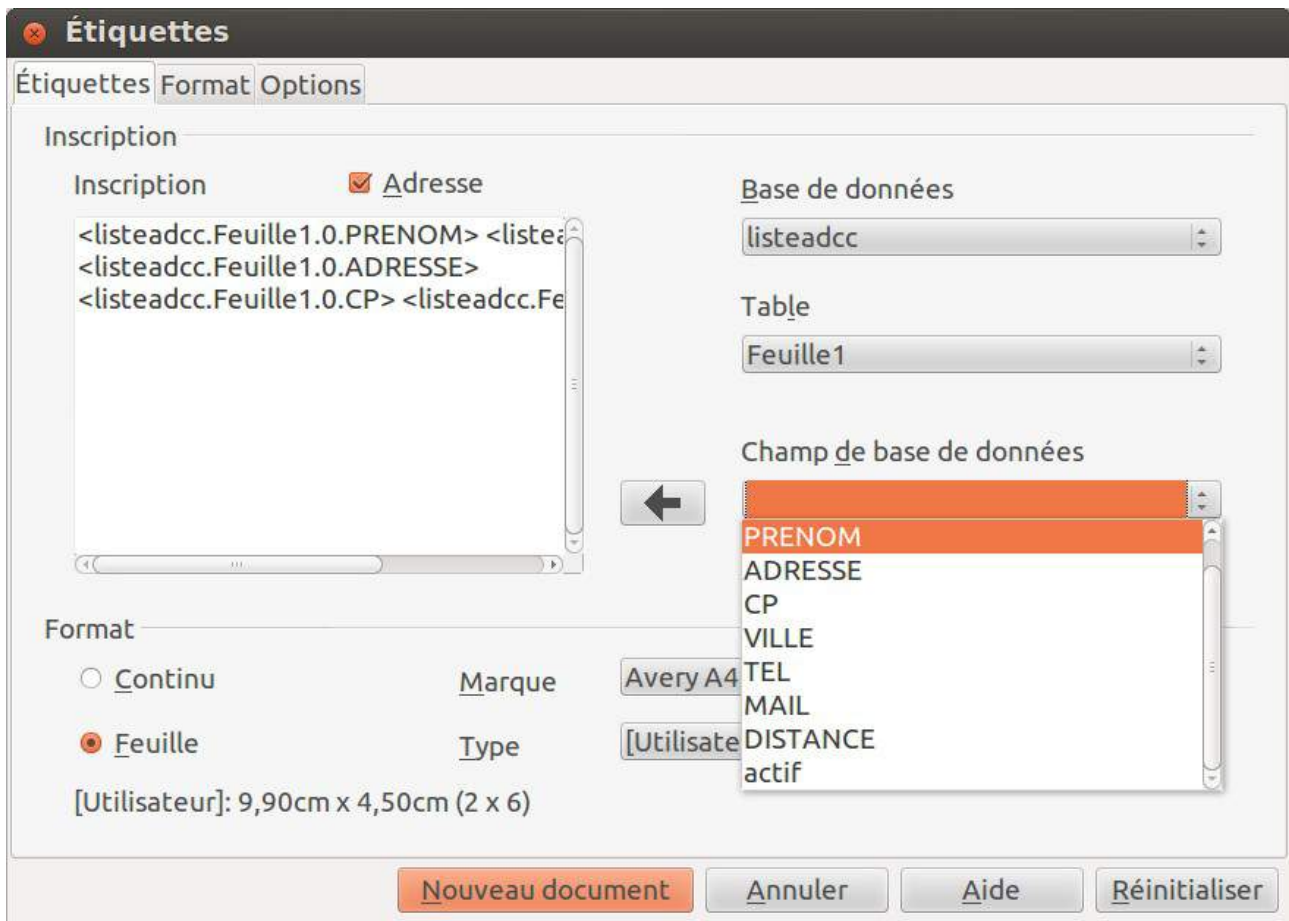 Étiquettes
Étiquettes Format Options
Inscription
Inscription
Adresse
<listeadcc.Feuille1.0.PRENOM> <listea
<listeadcc.Feuille1.0.ADRESSE>
<listeadcc.Feuille1.0.CP> <listeadcc.Fe
Base de données
listeadcc
Table
Feuille1
Champ de base de données
PRENOM
ADRESSE
CP
VILLE
TEL
MAIL
DISTANCE
actif
Format
Continu
Feuille
Marque
Avery A4
Type
[Utilisate
[Utilisateur]: 9,90cm x 4,50cm (2 x 6)
Nouveau document
Annuler
Aide
Réinitialiser